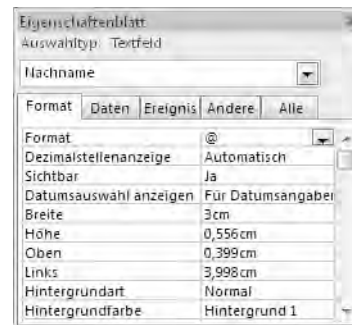 Eigenschaftenblatt
Auswahltyp: Textfeld
Nachname
Format Daten Ereignis Andere Alle
Format @
Dezimalstellenanzeige Automatisch
Sichtbar Ja
Datumsauswahl anzeigen Für Datumsangaben
Breite 3cm
Höhe 0,556cm
Oben 0,399cm
Links 3,998cm
Hintergrundart Normal
Hintergrundfarbe Hintergrund 1